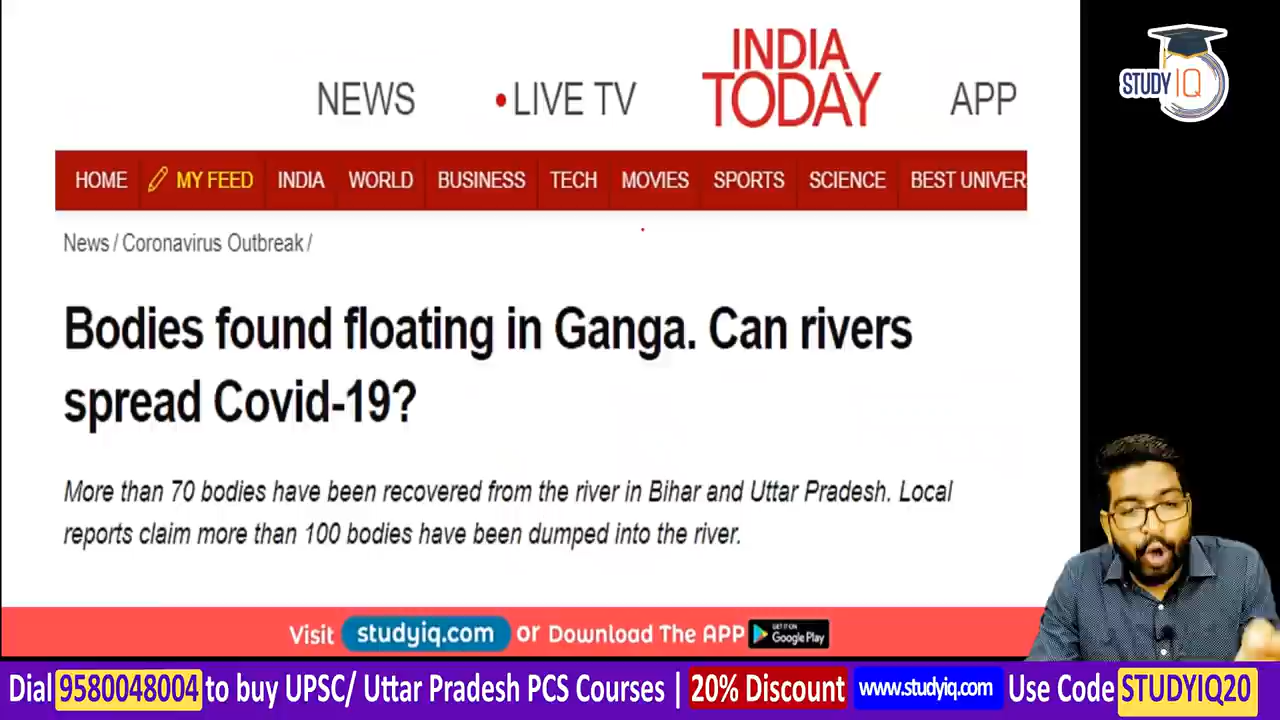 NEWS
•LIVE TV
INDIA
TODAY
APP
STUDY IQ
HOME
MY FEED
INDIA
WORLD
BUSINESS
TECH
MOVIES
SPORTS
SCIENCE
BEST UNIVER
News / Coronavirus Outbreak /
Bodies found floating in Ganga. Can rivers
spread Covid-19?
More than 70 bodies have been recovered from the river in Bihar and Uttar Pradesh. Local
reports claim more than 100 bodies have been dumped into the river.
Visit studyiq.com or Download The APP GET IT ON Google Play
Dial 9580048004 to buy UPSC/ Uttar Pradesh PCS Courses | 20% Discount www.studyiq.com Use Code STUDYIQ20